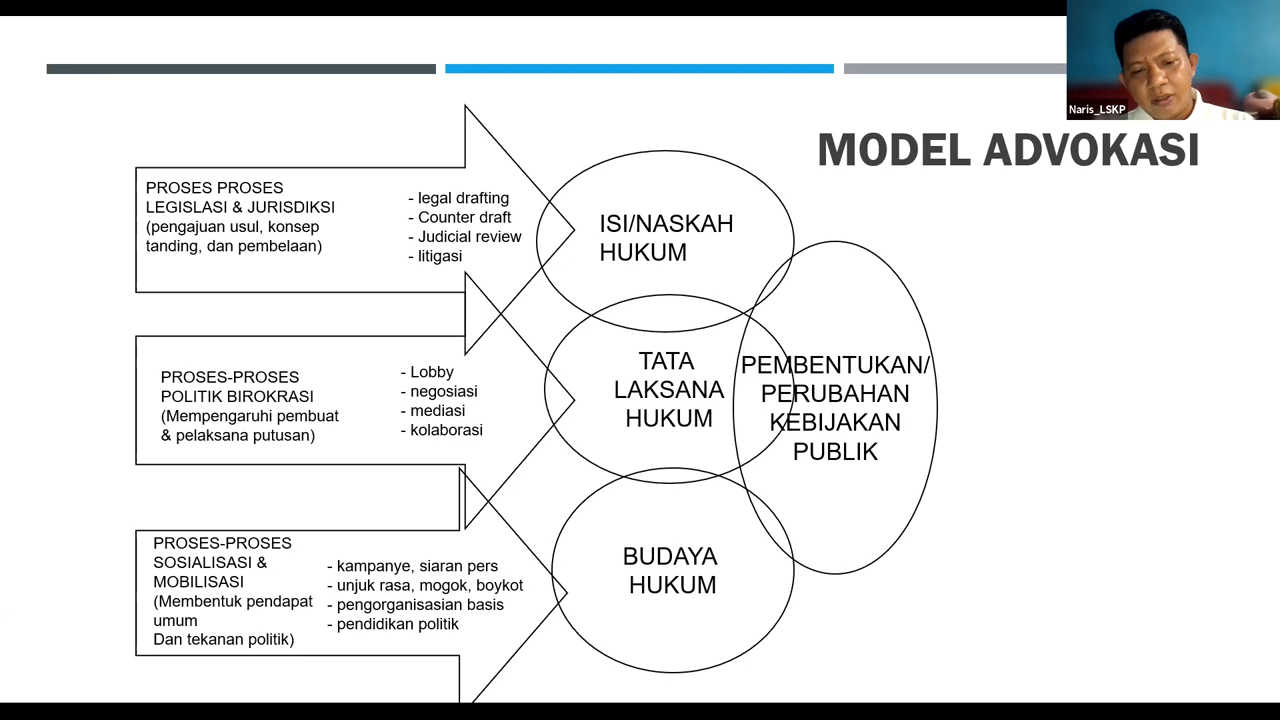 Naris_LSKP
MODEL ADVOKASI
PROSES PROSES
LEGISLASI & JURISDIKSI
(pengajuan usul, konsep
tanding, dan pembelaan)
- legal drafting
- Counter draft
- Judicial review
- litigasi
ISI/NASKAH
HUKUM
PROSES-PROSES
POLITIK BIROKRASI
(Mempengaruhi pembuat
& pelaksana putusan)
- Lobby
- negosiasi
- mediasi
- kolaborasi
TATA
LAKSANA
HUKUM
PEMBENTUKAN/
PERUBAHAN
KEBIJAKAN
PUBLIK
PROSES-PROSES
SOSIALISASI &
MOBILISASI
(Membentuk pendapat
umum
Dan tekanan politik)
- kampanye, siaran pers
- unjuk rasa, mogok, boykot
- pengorganisasian basis
- pendidikan politik
BUDAYA
HUKUM